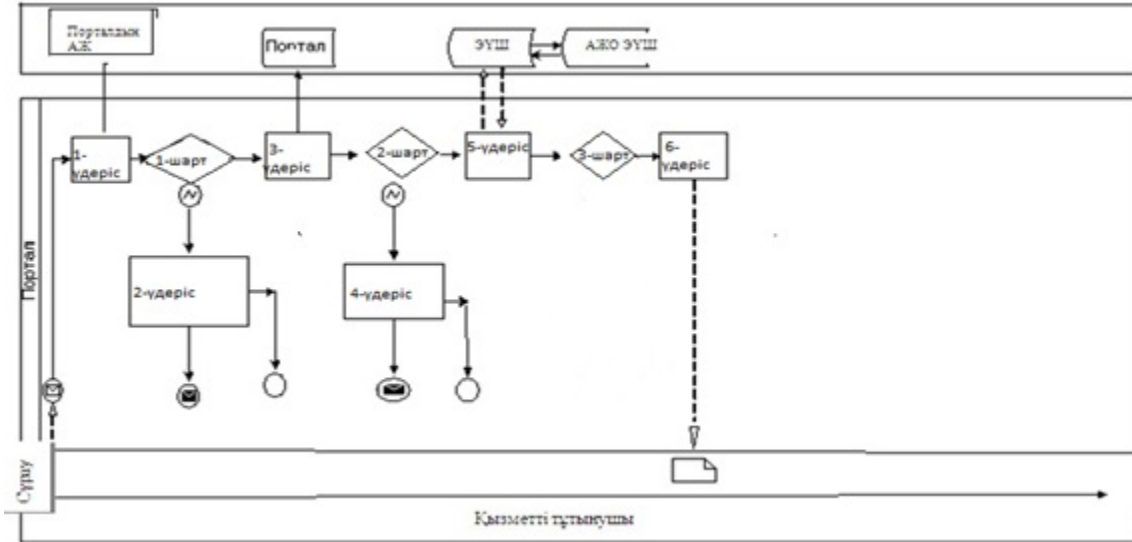 Порталдың
АЖ
Портал
ЭҮШ
АЖО ЭҮШ
1-
үдеріс
1-шарт
3-
үдеріс
2-шарт
5-үдеріс
3-шарт
6-
үдеріс
2-үдеріс
4-үдеріс
Портал
Сұрау
Қызметті тұтынушы